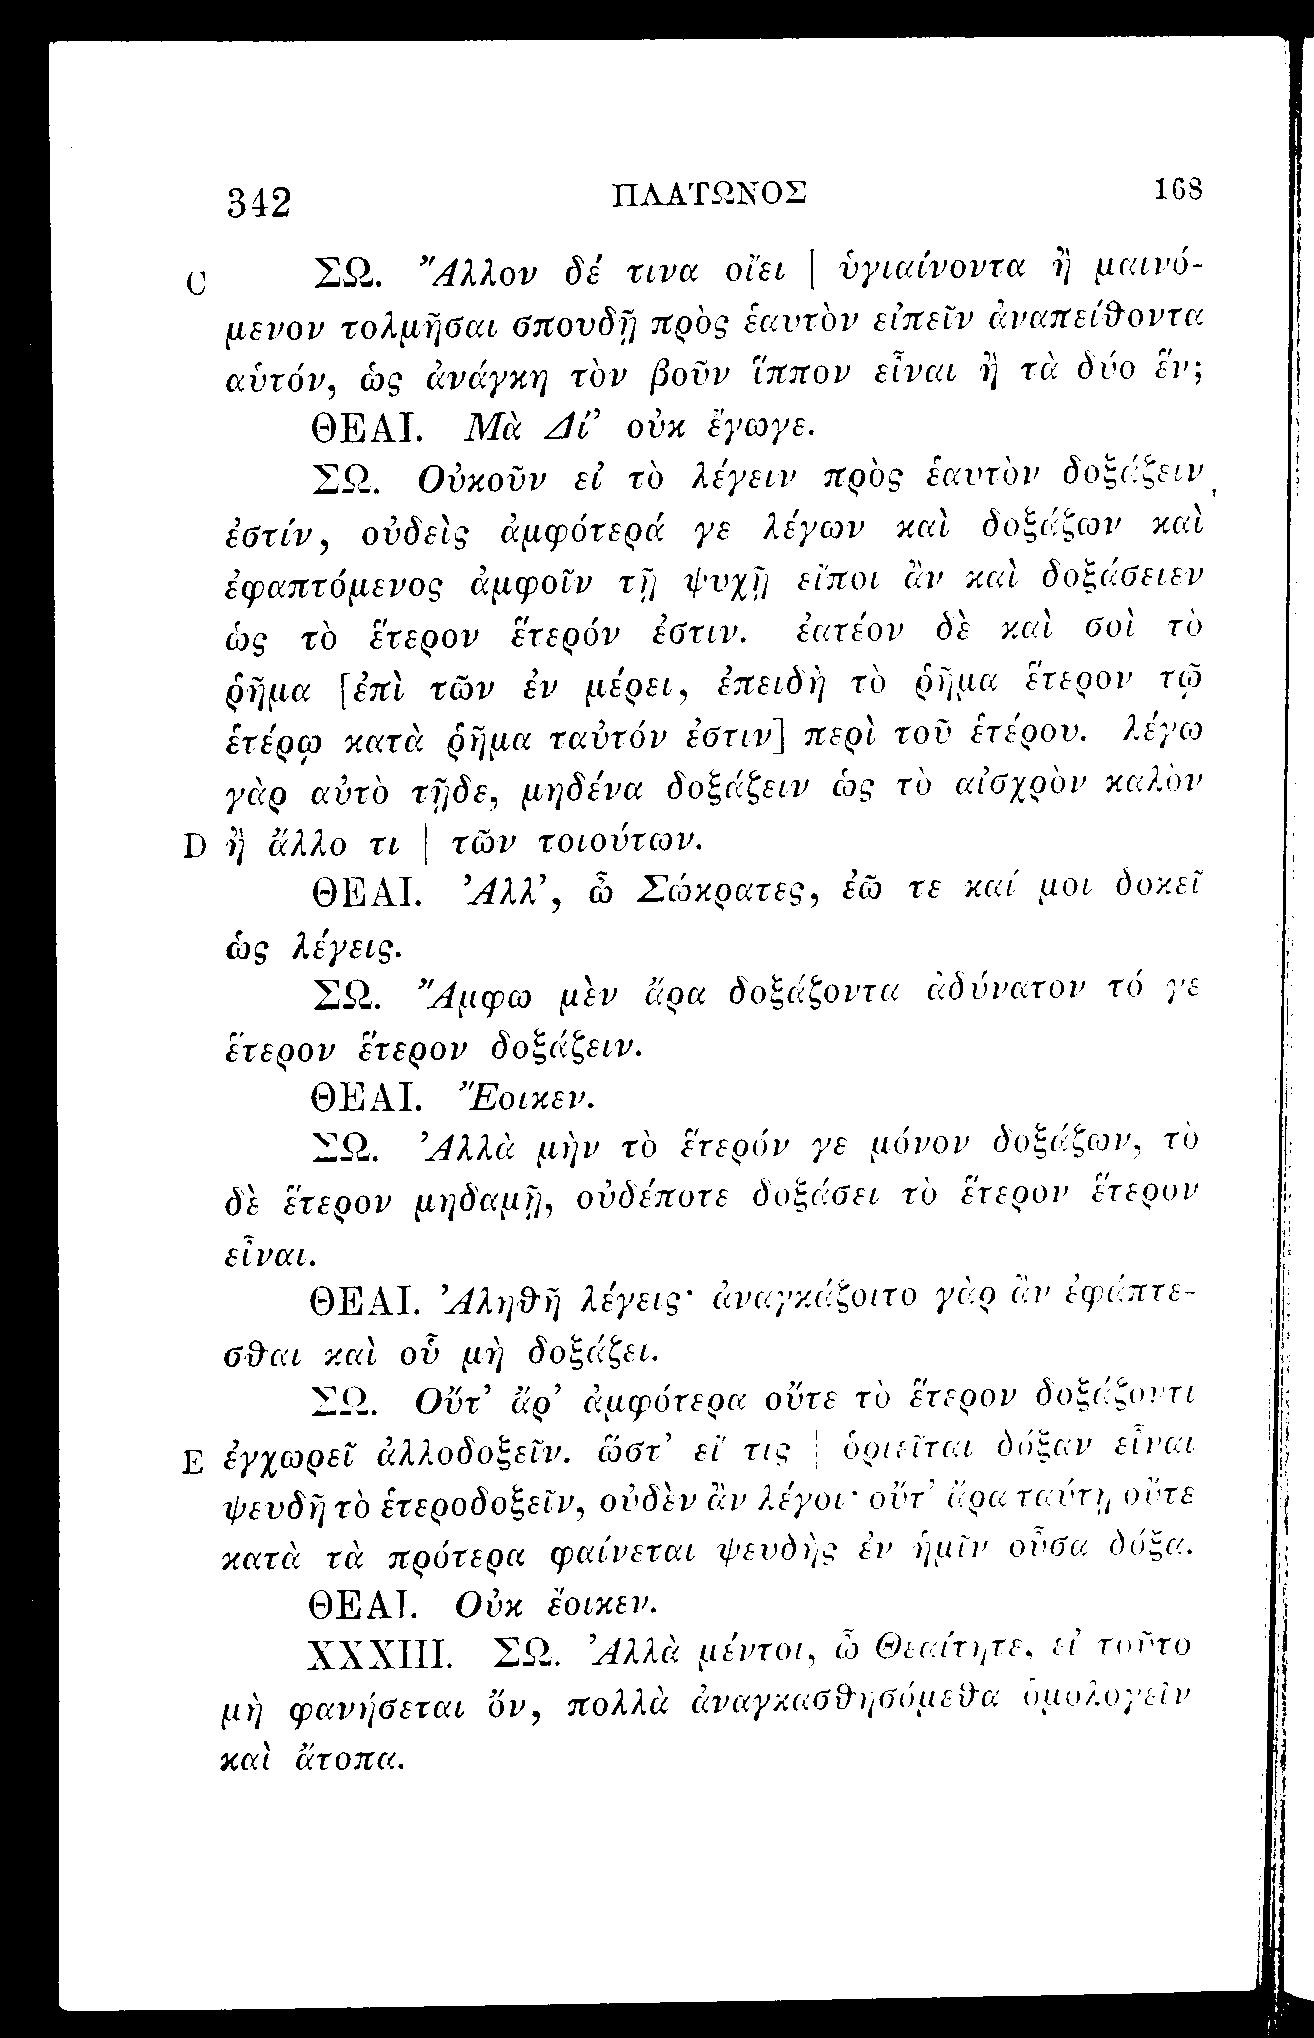 342 ΠΛΑΤΩΝΟΣ 168
C ΣΩ. Ἄλλον δέ τινα οἴει | ὑγιαίνοντα ἢ μαινό-
μενον τολμῆσαι σπουδῇ πρὸς ἑαυτὸν εἰπεῖν ἀναπείθοντα
αὑτόν, ὡς ἀνάγκη τὸν βοῦν ἵππον εἶναι ἢ τὰ δύο ἕν;
ΘΕΑΙ. Μὰ Δί’ οὐκ ἔγωγε.
ΣΩ. Οὐκοῦν εἰ τὸ λέγειν πρὸς ἑαυτὸν δοξάζειν
ἐστίν, οὐδεὶς ἀμφότερά γε λέγων καὶ δοξάζων καὶ
ἐφαπτόμενος ἀμφοῖν τῇ ψυχῇ εἴποι ἂν καὶ δοξάσειεν
ὡς τὸ ἕτερον ἕτερόν ἐστιν. ἐατέον δὲ καὶ σοὶ τὸ
ῥῆμα [ἐπὶ τῶν ἐν μέρει, ἐπειδὴ τὸ ῥῆμα ἕτερον τῷ
ἑτέρῳ κατὰ ῥῆμα ταὐτόν ἐστιν] περὶ τοῦ ἑτέρου. λέγω
γὰρ αὐτὸ τῇδε, μηδένα δοξάζειν ὡς τὸ αἰσχρὸν καλὸν
D ἢ ἄλλο τι | τῶν τοιούτων.
ΘΕΑΙ. Ἀλλ’, ὦ Σώκρατες, ἐῶ τε καί μοι δοκεῖ
ὡς λέγεις.
ΣΩ. Ἄμφω μὲν ἄρα δοξάζοντα ἀδύνατον τό γε
ἕτερον ἕτερον δοξάζειν.
ΘΕΑΙ. Ἔοικεν.
ΣΩ. Ἀλλὰ μὴν τὸ ἕτερόν γε μόνον δοξάζων, τὸ
δὲ ἕτερον μηδαμῇ, οὐδέποτε δοξάσει τὸ ἕτερον ἕτερον
εἶναι.
ΘΕΑΙ. Ἀληθῆ λέγεις· ἀναγκάζοιτο γὰρ ἂν ἐφάπτε-
σθαι καὶ οὗ μὴ δοξάζει.
ΣΩ. Οὔτ’ ἄρ’ ἀμφότερα οὔτε τὸ ἕτερον δοξάζοντι
E ἐγχωρεῖ ἀλλοδοξεῖν. ὥστ’ εἴ τις | ὁριεῖται δόξαν εἶναι
ψευδῆ τὸ ἑτεροδοξεῖν, οὐδὲν ἂν λέγοι· οὔτ’ ἄρα ταύτῃ οὔτε
κατὰ τὰ πρότερα φαίνεται ψευδὴς ἐν ἡμῖν οὖσα δόξα.
ΘΕΑΙ. Οὐκ ἔοικεν.
XXXIII. ΣΩ. Ἀλλὰ μέντοι, ὦ Θεαίτητε, εἰ τοῦτο
μὴ φανήσεται ὄν, πολλὰ ἀναγκασθησόμεθα ὁμολογεῖν
καὶ ἄτοπα.